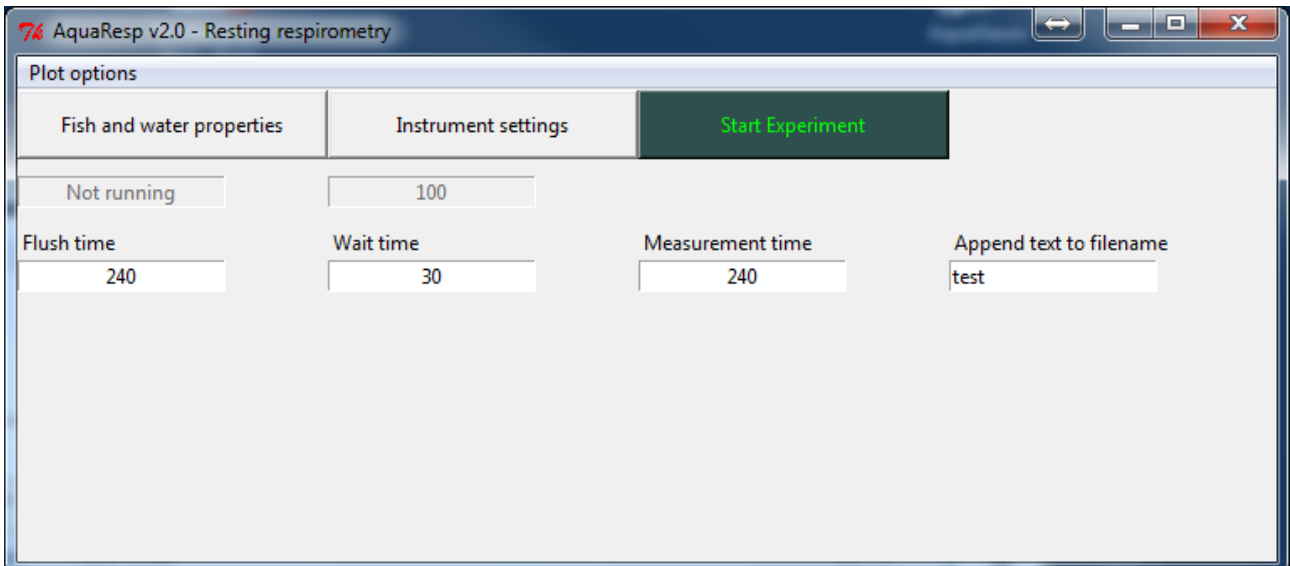 AquaResp v2.0 - Resting respirometry
Plot options
Fish and water properties Instrument settings Start Experiment
Not running 100
Flush time Wait time Measurement time Append text to filename
240 30 240 test